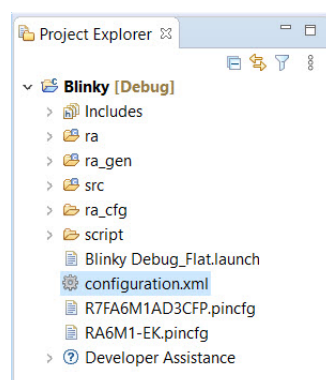 Project Explorer
Blinky [Debug]
Includes
ra
ra_gen
src
ra_cfg
script
Blinky Debug_Flat.launch
configuration.xml
R7FA6M1AD3CFP.pincfg
RA6M1-EK.pincfg
Developer Assistance